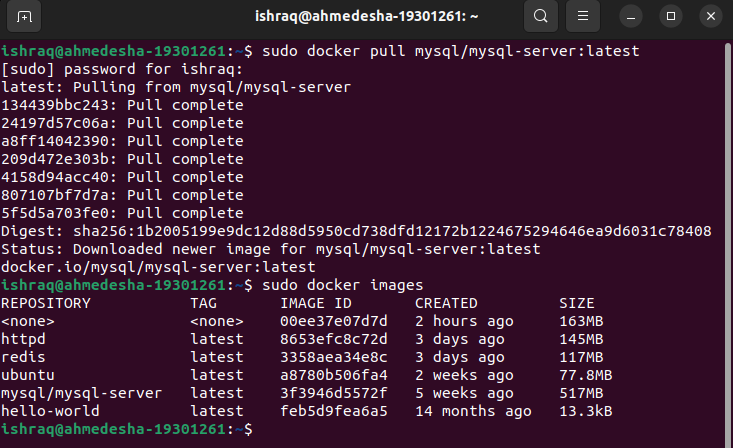 ishraq@ahmedesha-19301261: ~
ishraq@ahmedesha-19301261:~$ sudo docker pull mysql/mysql-server:latest
[sudo] password for ishraq:
latest: Pulling from mysql/mysql-server
134439bbc243: Pull complete
24197d57c06a: Pull complete
a8ff14042390: Pull complete
209d472e303b: Pull complete
4158d94acc40: Pull complete
807107bf7d7a: Pull complete
5f5d5a703fe0: Pull complete
Digest: sha256:1b2005199e9dc12d88d5950cd738dfd12172b1224675294646ea9d6031c78408
Status: Downloaded newer image for mysql/mysql-server:latest
docker.io/mysql/mysql-server:latest
ishraq@ahmedesha-19301261:~$ sudo docker images
REPOSITORY TAG IMAGE ID CREATED SIZE
<none> <none> 00ee37e07d7d 2 hours ago 163MB
httpd latest 8653efc8c72d 3 days ago 145MB
redis latest 3358aea34e8c 3 days ago 117MB
ubuntu latest a8780b506fa4 2 weeks ago 77.8MB
mysql/mysql-server latest 3f3946d5572f 5 weeks ago 517MB
hello-world latest feb5d9fea6a5 14 months ago 13.3kB
ishraq@ahmedesha-19301261:~$